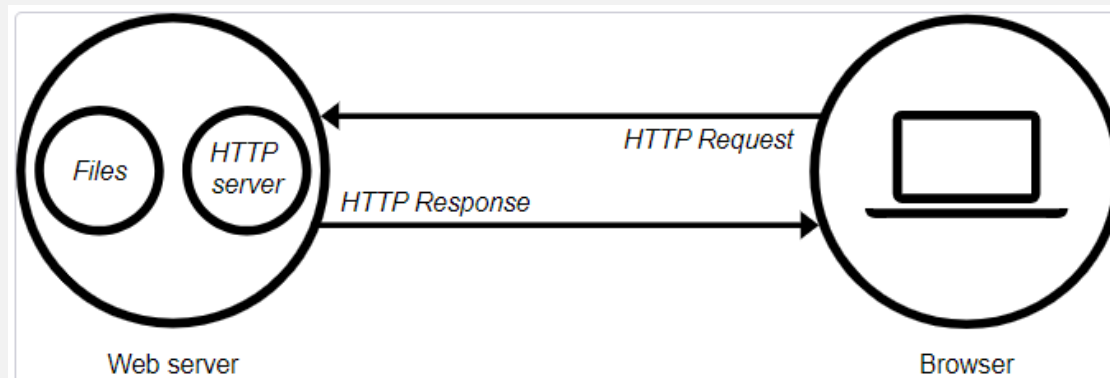 HTTP Request
Files
HTTP
server
HTTP Response
Web server
Browser